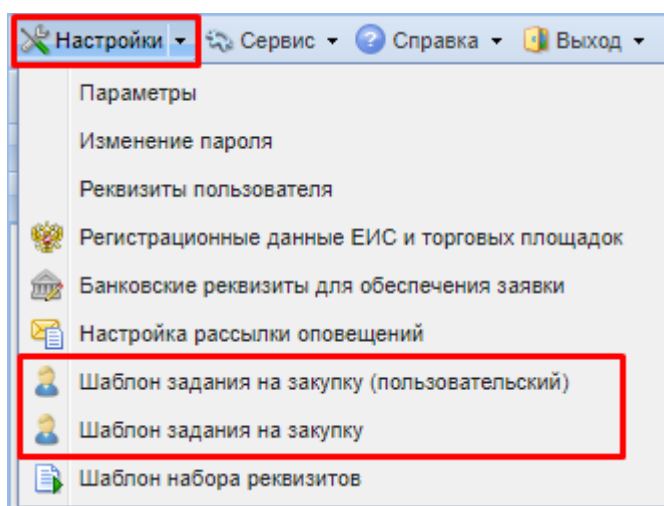 Настройки Сервис Справка Выход
Параметры
Изменение пароля
Реквизиты пользователя
Регистрационные данные ЕИС и торговых площадок
Банковские реквизиты для обеспечения заявки
Настройка рассылки оповещений
Шаблон задания на закупку (пользовательский)
Шаблон задания на закупку
Шаблон набора реквизитов